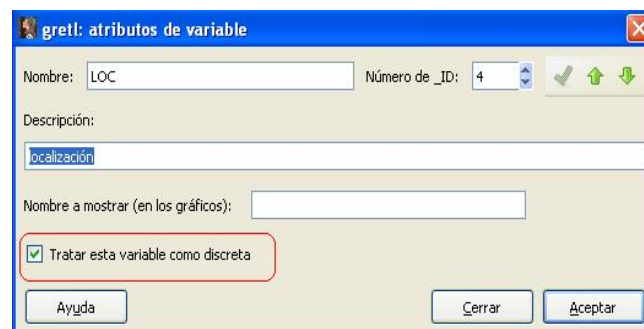 gretl: atributos de variable
Nombre: LOC Número de _ID: 4
Descripción:
localización
Nombre a mostrar (en los gráficos):
Tratar esta variable como discreta
Ayuda Cerrar Aceptar